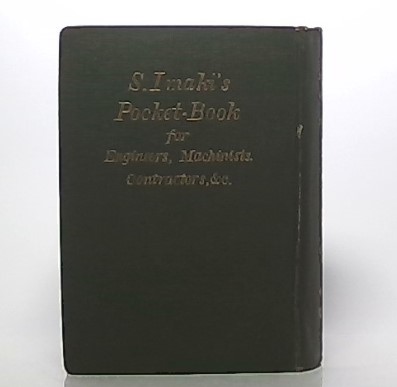 S. Imaki's
Pocket-Book
for
Engineers, Machinists.
Contractors, &c.